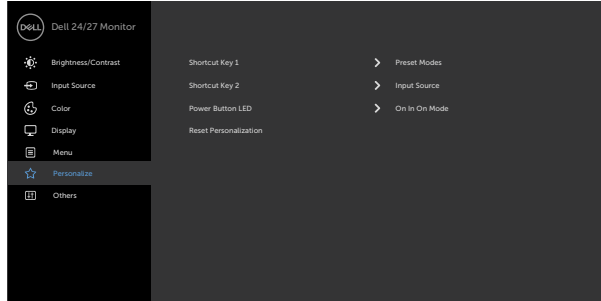 DELL
Dell 24/27 Monitor
Brightness/Contrast
Input Source
Color
Display
Menu
Personalize
Others
Shortcut Key 1
Preset Modes
Shortcut Key 2
Input Source
Power Button LED
On In On Mode
Reset Personalization